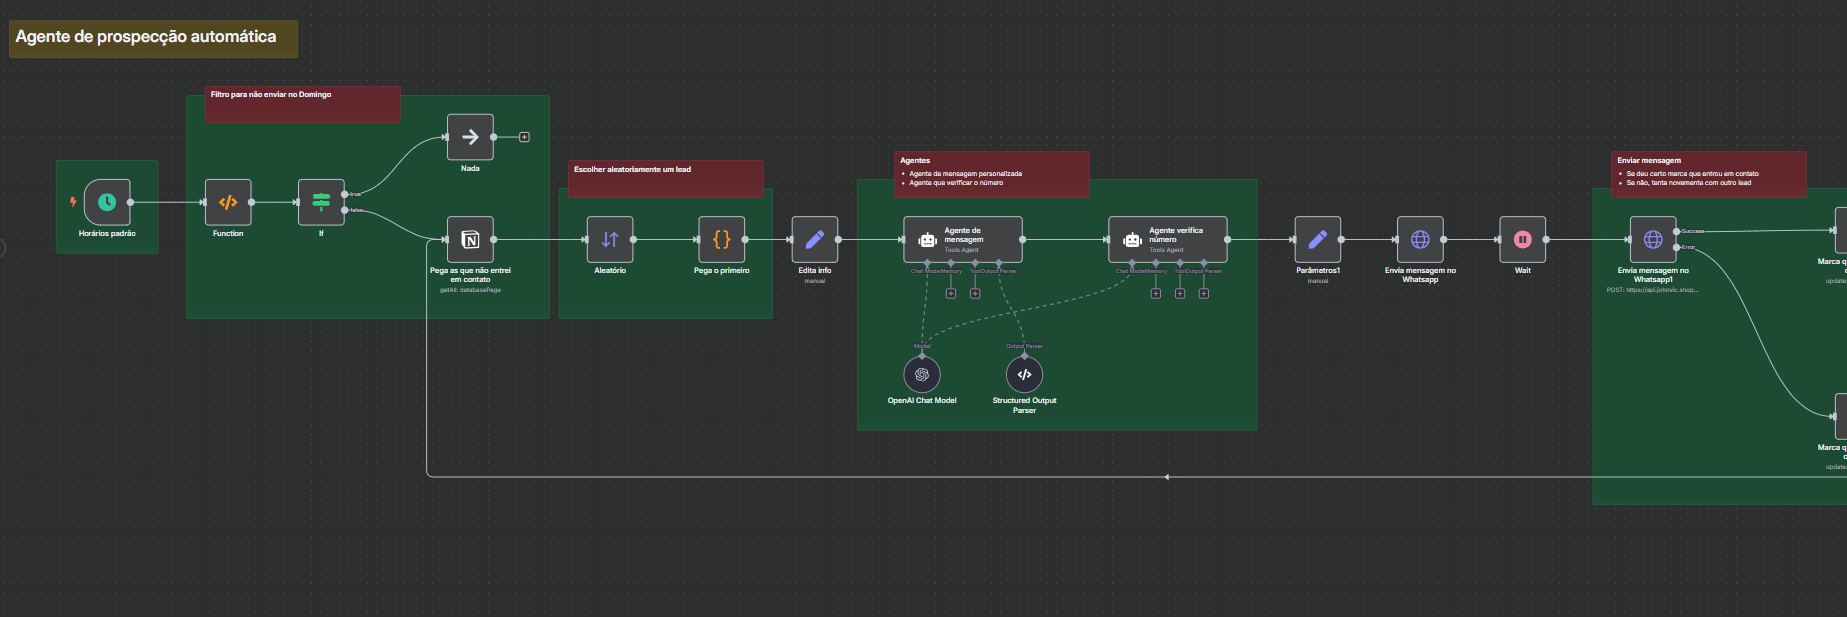 Agente de prospecção automática
Filtro para não enviar no Domingo
Horários padrão
Function
If
true
false
Nada
Pega as que não entrei
em contato
getAll: databasePage
Escolher aleatoriamente um lead
Aleatório
Pega o primeiro
Edita info
manual
Agentes
Agente de mensagem personalizada
Agente que verificar o número
Agente de
mensagem
Tools Agent
Chat Model
Memory
Tool
Output Parser
Agente verifica
número
Tools Agent
Chat Model
Memory
Tool
Output Parser
Model
Output Parser
OpenAI Chat Model
Structured Output
Parser
Parâmetros1
manual
Envia mensagem no
Whatsapp
Wait
Enviar mensagem
Se deu certo marca que entrou em contato
Se não, tenta novamente com outro lead
Envia mensagem no
Whatsapp1
POST: https://api.johnvic.shop...
Success
Error
Marca q
c
update:
Marca q
c
update: